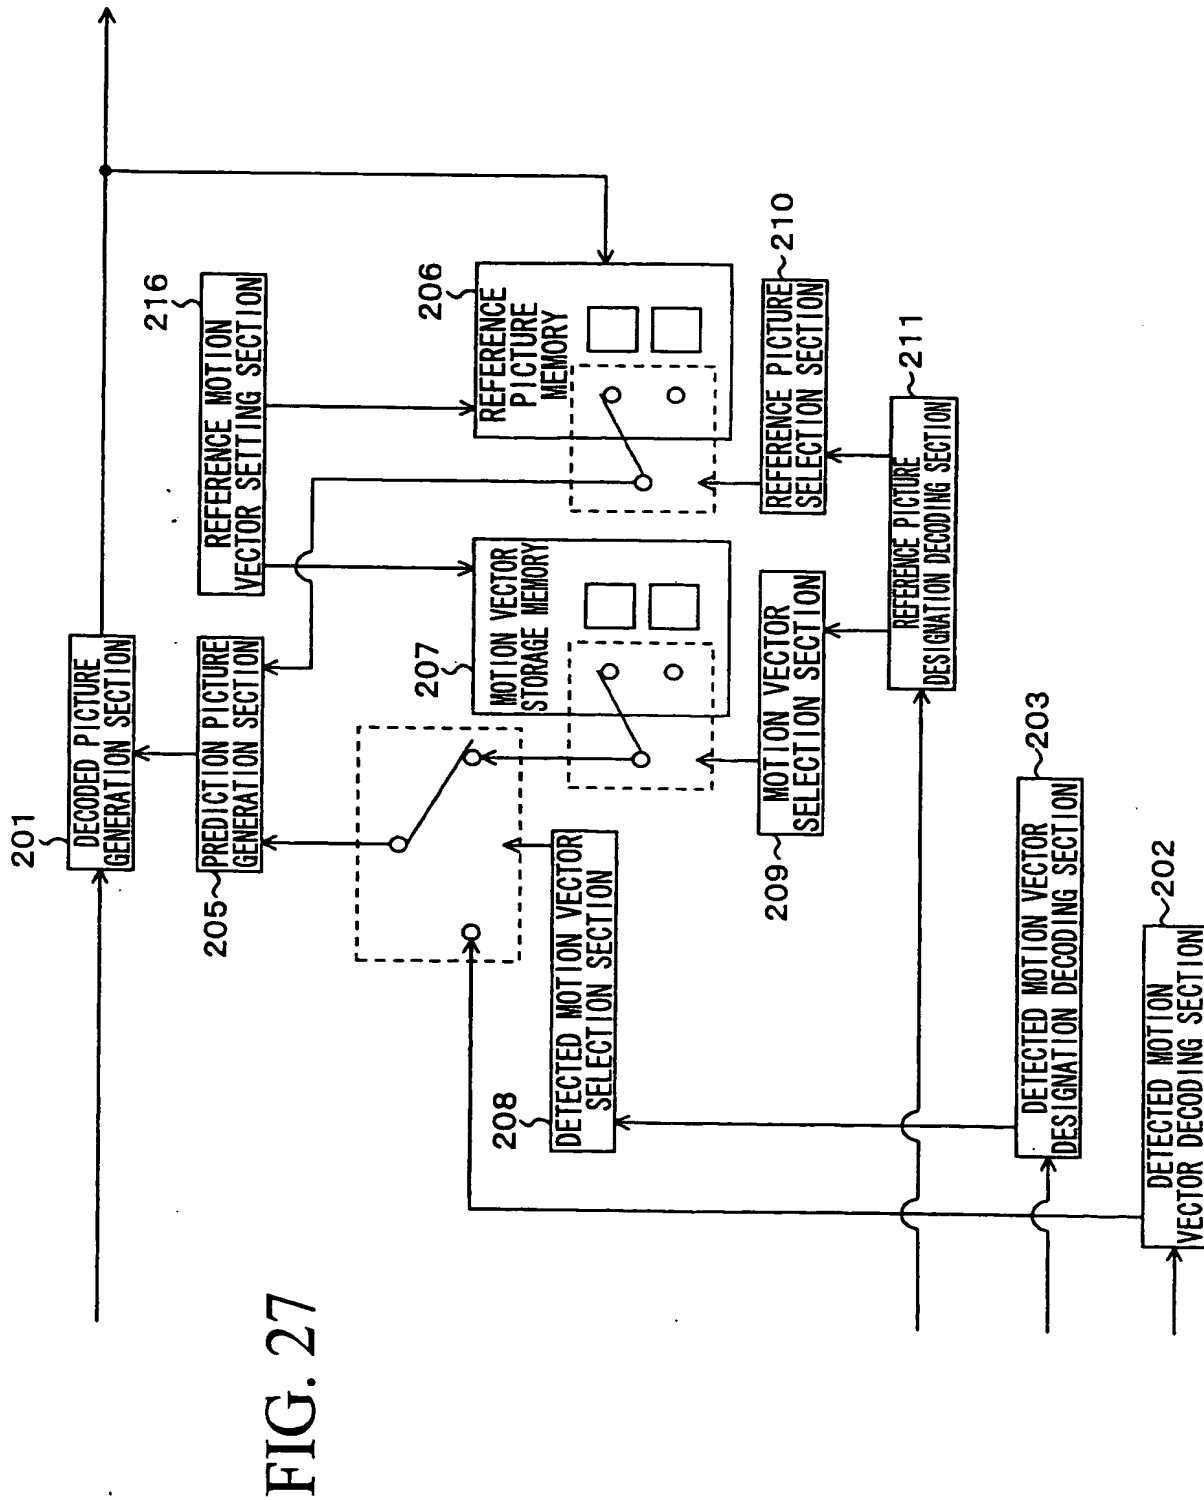 FIG. 27
201
DECODED PICTURE
GENERATION SECTION
205
PREDICTION PICTURE
GENERATION SECTION
216
REFERENCE MOTION
VECTOR SETTING SECTION
207
MOTION VECTOR
STORAGE MEMORY
206
REFERENCE
PICTURE
MEMORY
208
DETECTED MOTION VECTOR
SELECTION SECTION
209
MOTION VECTOR
SELECTION SECTION
210
REFERENCE PICTURE
SELECTION SECTION
211
REFERENCE PICTURE
DESIGNATION DECODING SECTION
203
DETECTED MOTION VECTOR
DESIGNATION DECODING SECTION
202
DETECTED MOTION
VECTOR DECODING SECTION